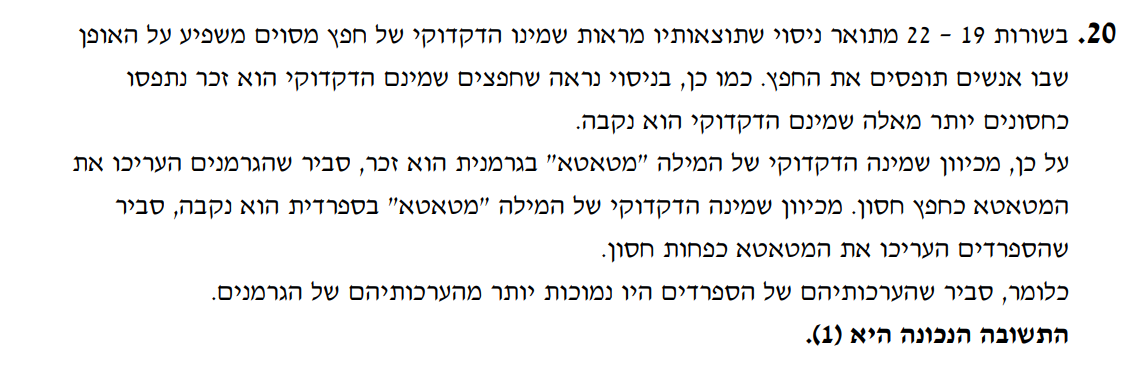 20. בשורות 19 – 22 מתואר ניסוי שתוצאותיו מראות שמינו הדקדוקי של חפץ מסוים משפיע על האופן
שבו אנשים תופסים את החפץ. כמו כן, בניסוי נראה שחפצים שמינם הדקדוקי הוא זכר נתפסו
כחסונים יותר מאלה שמינם הדקדוקי הוא נקבה.
על כן, מכיוון שמינה הדקדוקי של המילה "מטאטא" בגרמנית הוא זכר, סביר שהגרמנים העריכו את
המטאטא כחפץ חסון. מכיוון שמינה הדקדוקי של המילה "מטאטא" בספרדית הוא נקבה, סביר
שהספרדים העריכו את המטאטא כפחות חסון.
כלומר, סביר שהערכותיהם של הספרדים היו נמוכות יותר מהערכותיהם של הגרמנים.
התשובה הנכונה היא (1).